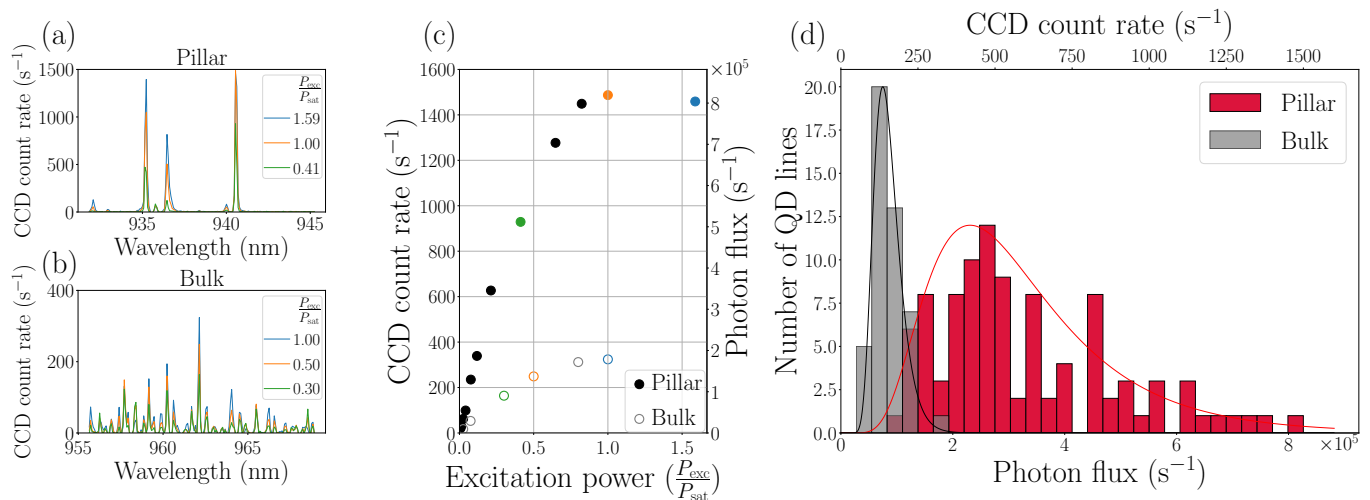 (a)
Pillar
CCD count rate (s⁻¹)
1500
1000
500
0
935
940
945
Wavelength (nm)
P_exc/P_sat
1.59
1.00
0.41
(b)
Bulk
CCD count rate (s⁻¹)
400
200
0
955
960
965
Wavelength (nm)
P_exc/P_sat
1.00
0.50
0.30
(c)
CCD count rate (s⁻¹)
1600
1400
1200
1000
800
600
400
200
0
0.0
0.5
1.0
1.5
Excitation power (P_exc/P_sat)
×10⁵
8
7
6
5
4
3
2
1
0
Photon flux (s⁻¹)
Pillar
Bulk
(d)
CCD count rate (s⁻¹)
0
250
500
750
1000
1250
1500
Number of QD lines
20.0
17.5
15.0
12.5
10.0
7.5
5.0
2.5
0.0
Pillar
Bulk
0
2
4
6
8
×10⁵
Photon flux (s⁻¹)